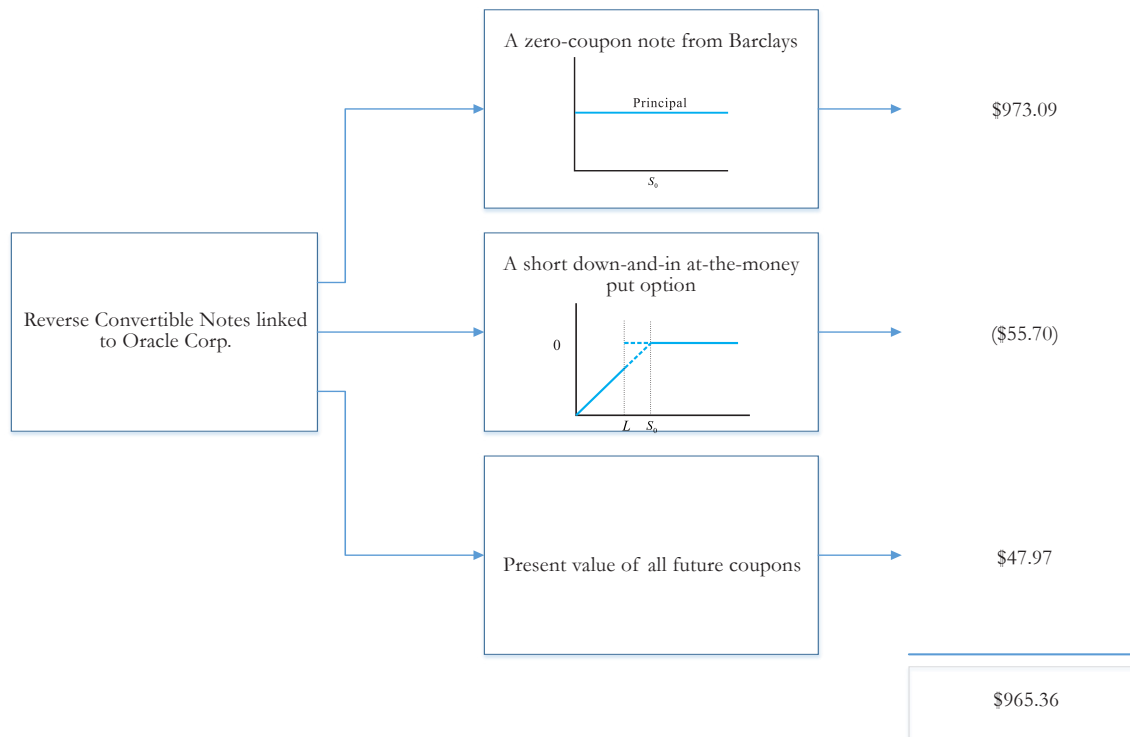 A zero-coupon note from Barclays
Principal
S₀
$973.09
Reverse Convertible Notes linked
to Oracle Corp.
A short down-and-in at-the-money
put option
0
L S₀
($55.70)
Present value of all future coupons
$47.97
$965.36